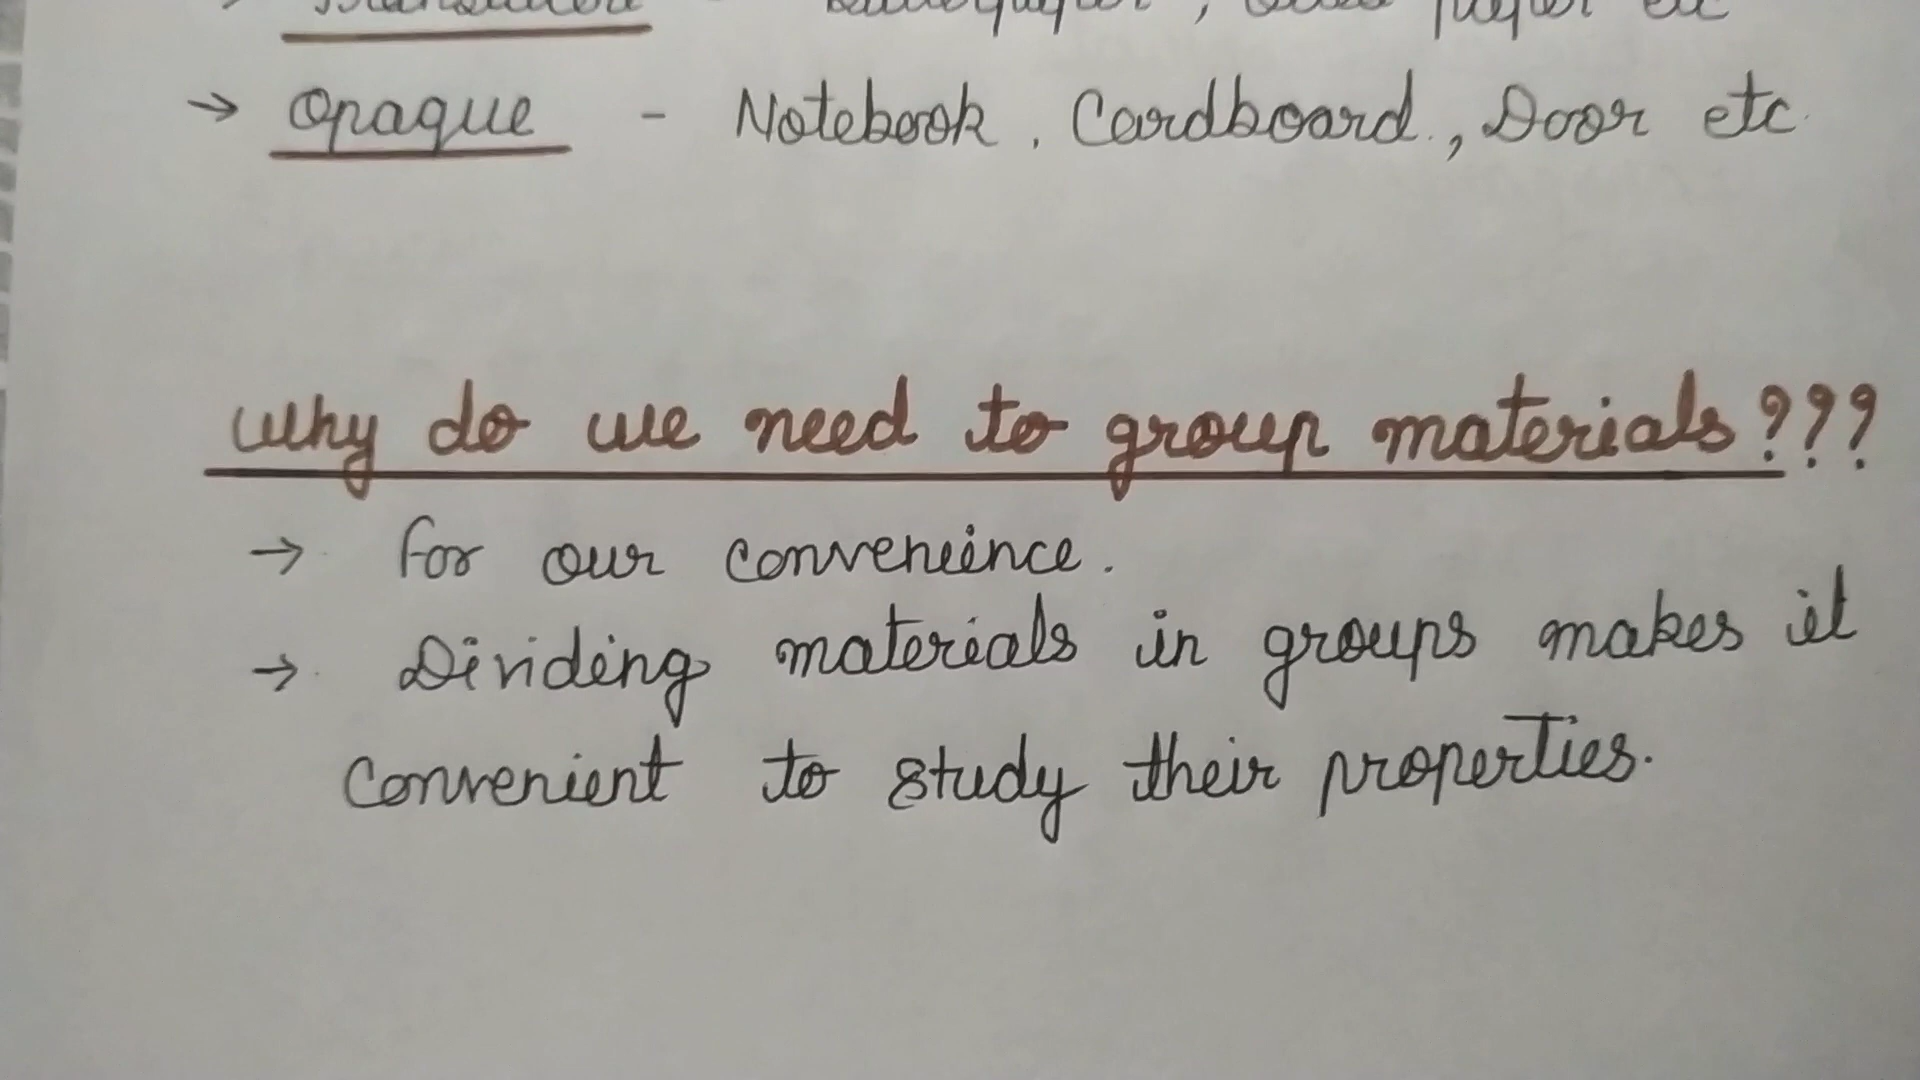 → Opaque - Notebook, Cardboard, Door etc.
Why do we need to group materials???
→ For our convenience.
→ Dividing materials in groups makes it
convenient to study their properties.